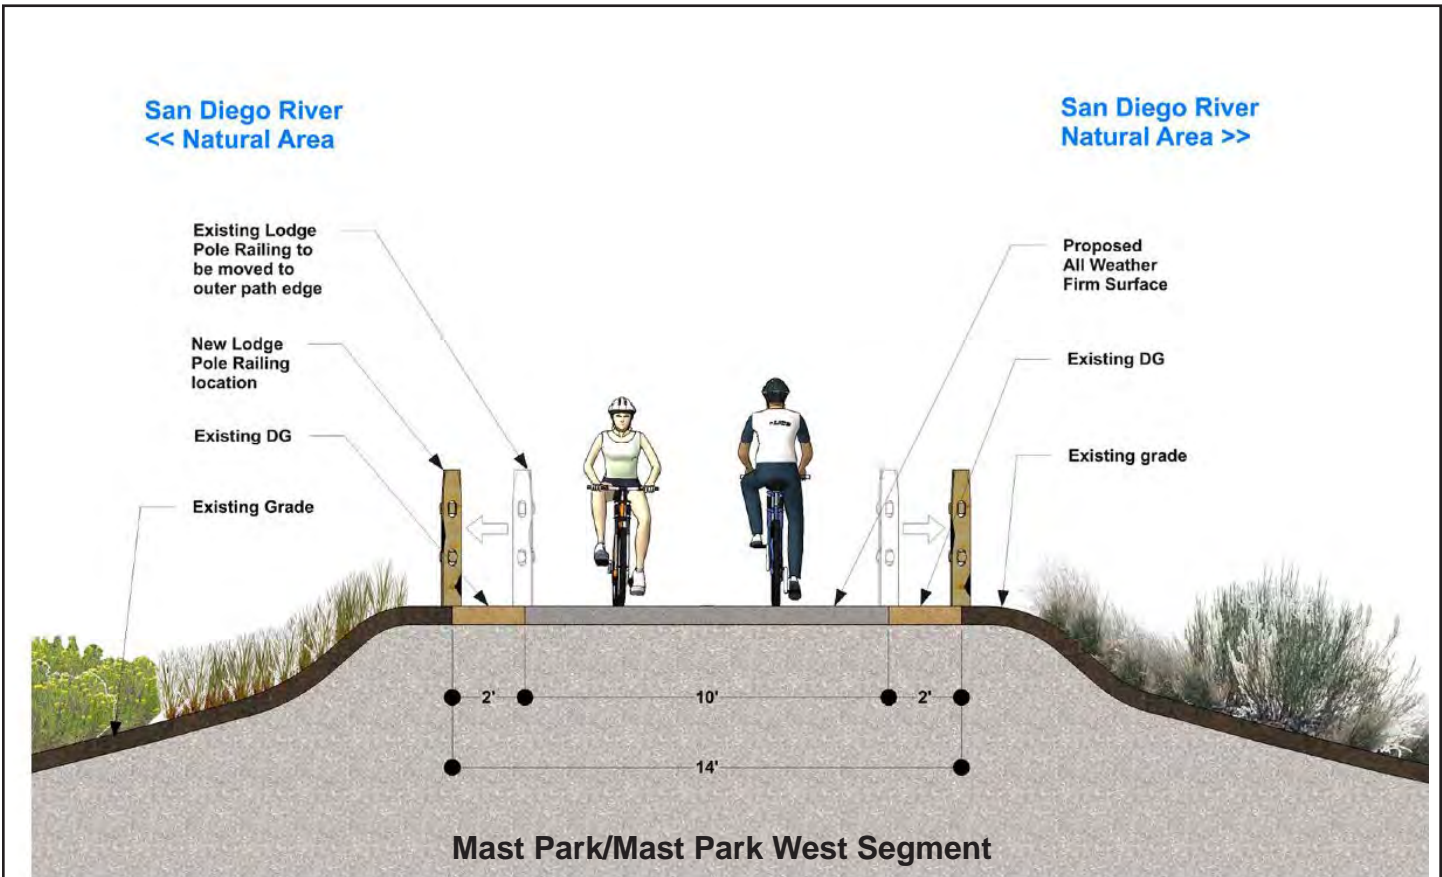 San Diego River
<< Natural Area
San Diego River
Natural Area >>
Existing Lodge
Pole Railing to
be moved to
outer path edge
New Lodge
Pole Railing
location
Existing DG
Existing Grade
Proposed
All Weather
Firm Surface
Existing DG
Existing grade
2'
10'
2'
14'
Mast Park/Mast Park West Segment